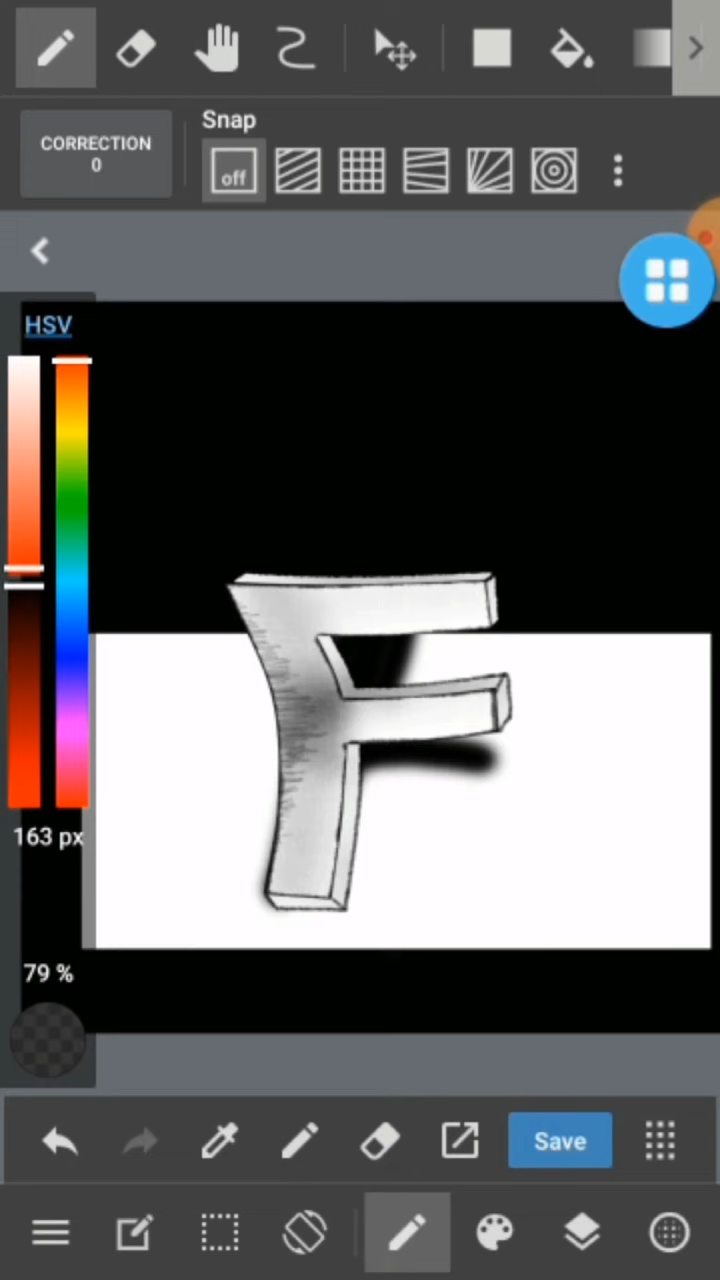 Snap
CORRECTION
0
off
HSV
F
163 px
79 %
Save